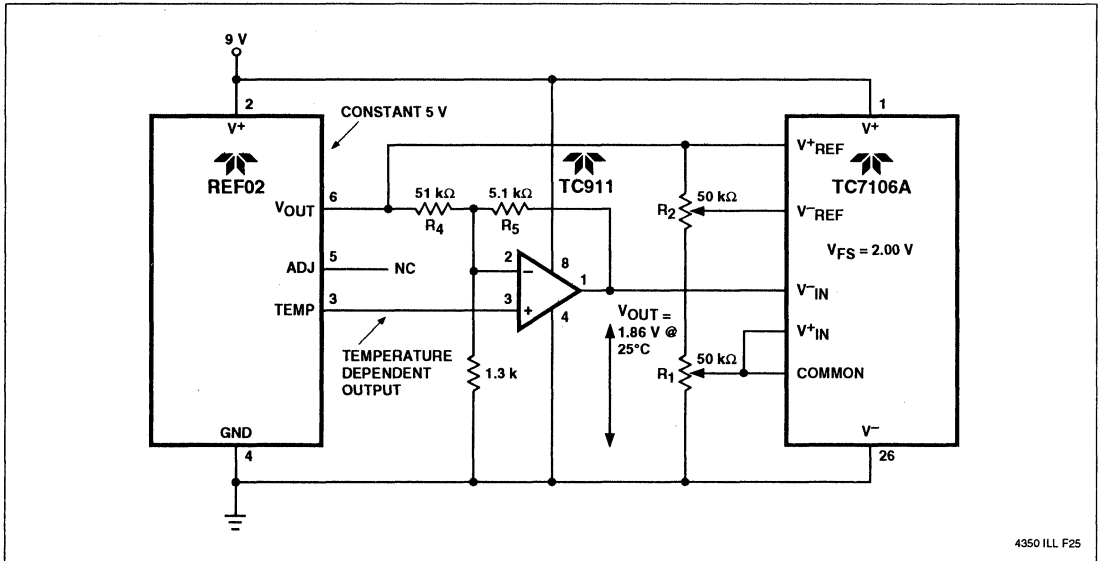 9 V
2
V+
REF02
CONSTANT 5 V
6
VOUT
51 kΩ
R4
5.1 kΩ
R5
TC911
5
ADJ
NC
3
TEMP
TEMPERATURE
DEPENDENT
OUTPUT
2
3
−
+
8
1
4
1.3 k
VOUT =
1.86 V @
25°C
50 kΩ
R2
50 kΩ
R1
GND
4
1
V+
V+REF
TC7106A
V−REF
VFS = 2.00 V
V−IN
V+IN
COMMON
V−
26
4350 ILL F25